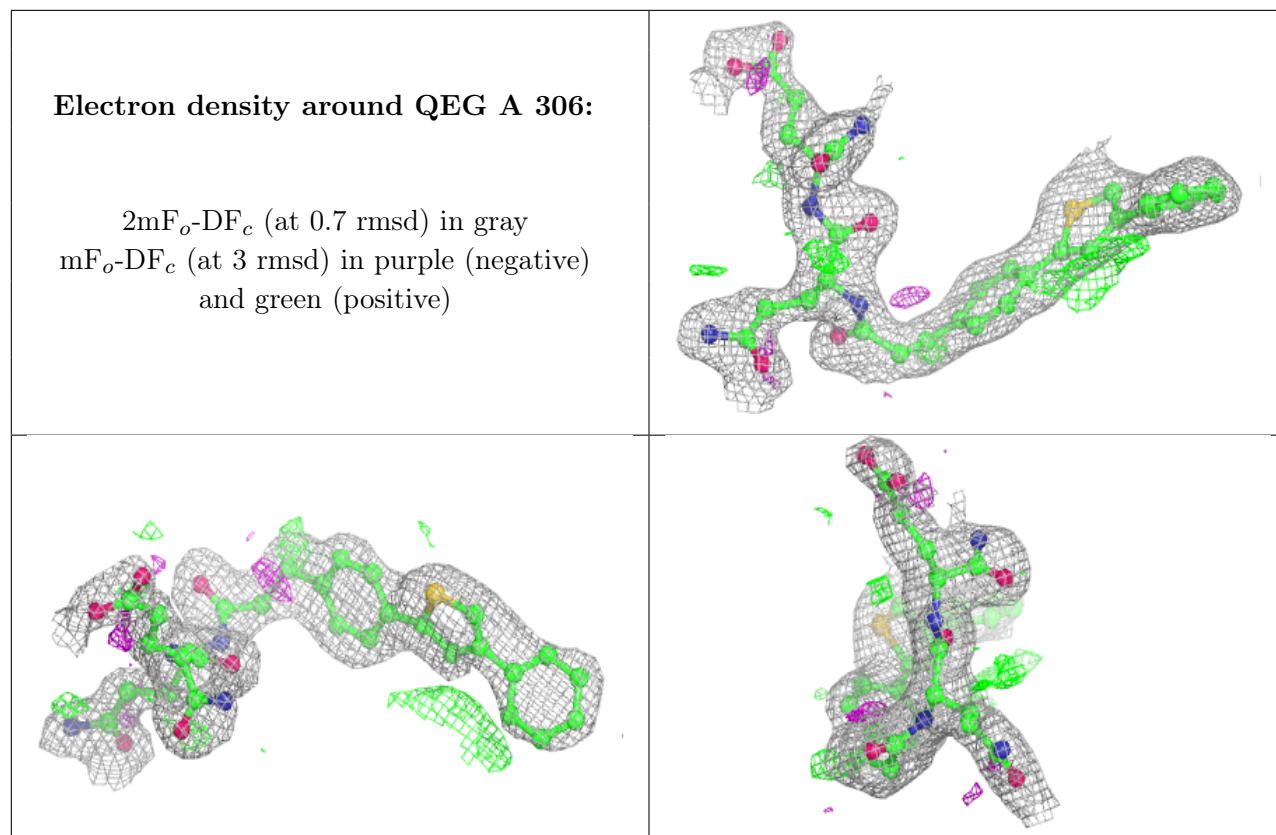 Electron density around QEG A 306:
2mFₒ-DF𝒸 (at 0.7 rmsd) in gray
mFₒ-DF𝒸 (at 3 rmsd) in purple (negative)
and green (positive)